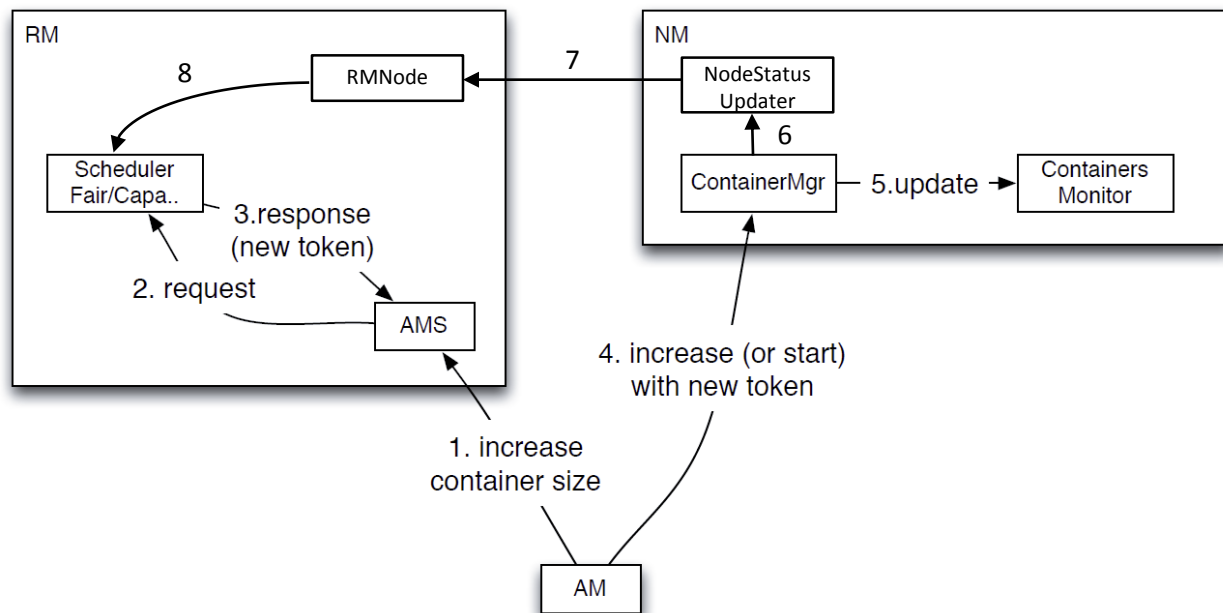 RM
8
RMNode
7
NM
NodeStatus
Updater
6
Scheduler
Fair/Capa..
ContainerMgr
5.update
Containers
Monitor
3.response
(new token)
2. request
AMS
4. increase (or start)
with new token
1. increase
container size
AM